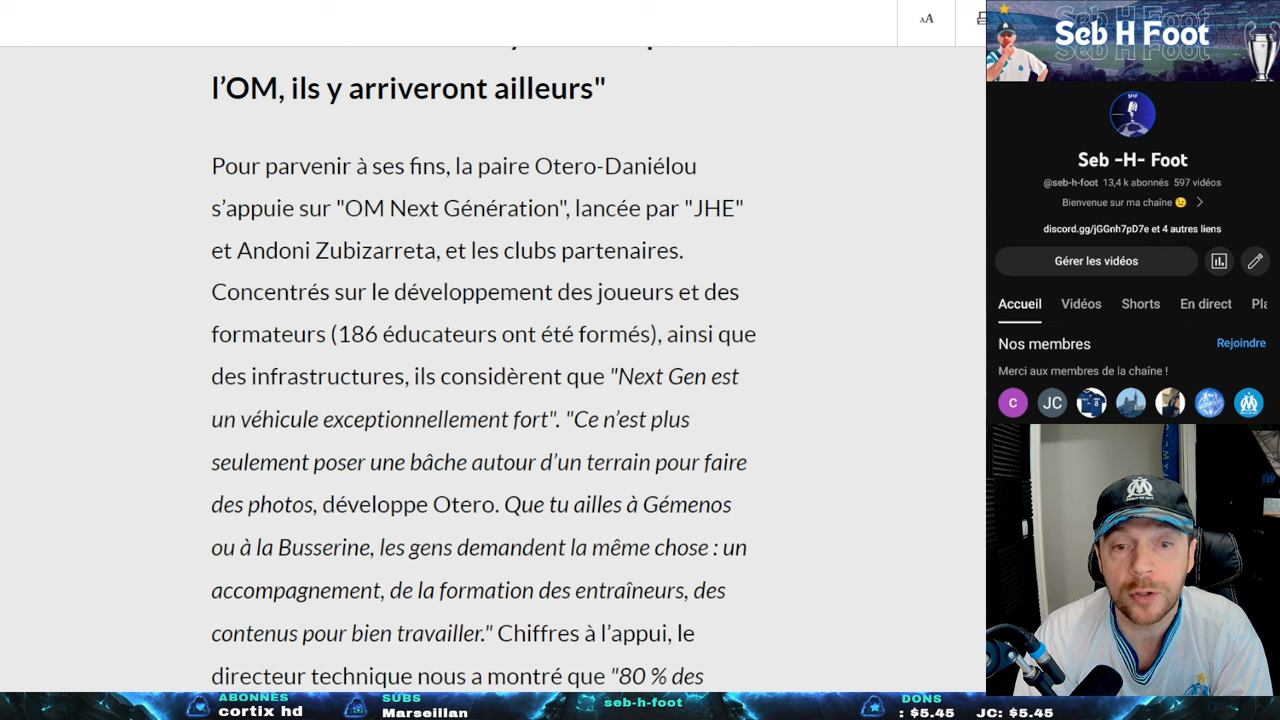 AA
l'OM, ils y arriveront ailleurs"
Pour parvenir à ses fins, la paire Otero-Daniélou
s'appuie sur "OM Next Génération", lancée par "JHE"
et Andoni Zubizarreta, et les clubs partenaires.
Concentrés sur le développement des joueurs et des
formateurs (186 éducateurs ont été formés), ainsi que
des infrastructures, ils considèrent que "Next Gen est
un véhicule exceptionnellement fort". "Ce n'est plus
seulement poser une bâche autour d'un terrain pour faire
des photos, développe Otero. Que tu ailles à Gémenos
ou à la Busserine, les gens demandent la même chose : un
accompagnement, de la formation des entraîneurs, des
contenus pour bien travailler." Chiffres à l'appui, le
directeur technique nous a montré que "80 % des
Seb H Foot
Seb H Foot
Seb H Foot
SHF
Seb -H- Foot
@seb-h-foot 13,4 k abonnés 597 vidéos
Bienvenue sur ma chaîne 😉 >
discord.gg/jGGnh7pD7e et 4 autres liens
Gérer les vidéos
Accueil Vidéos Shorts En direct Pla
Nos membres Rejoindre
Merci aux membres de la chaîne !
C JC
ABONNÉS
cortix hd
SUBS
Marseillan
seb-h-foot
DONS
: $5.45 JC: $5.45